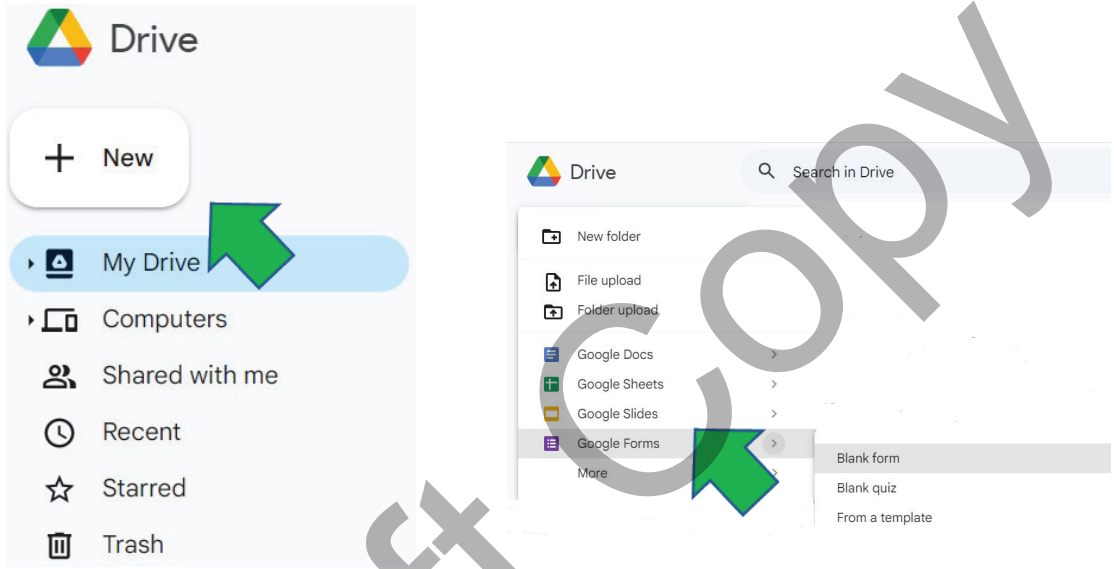 Drive
New
My Drive
Computers
Shared with me
Recent
Starred
Trash
Drive
Search in Drive
New folder
File upload
Folder upload
Google Docs
Google Sheets
Google Slides
Google Forms
More
Blank form
Blank quiz
From a template
ft Copy